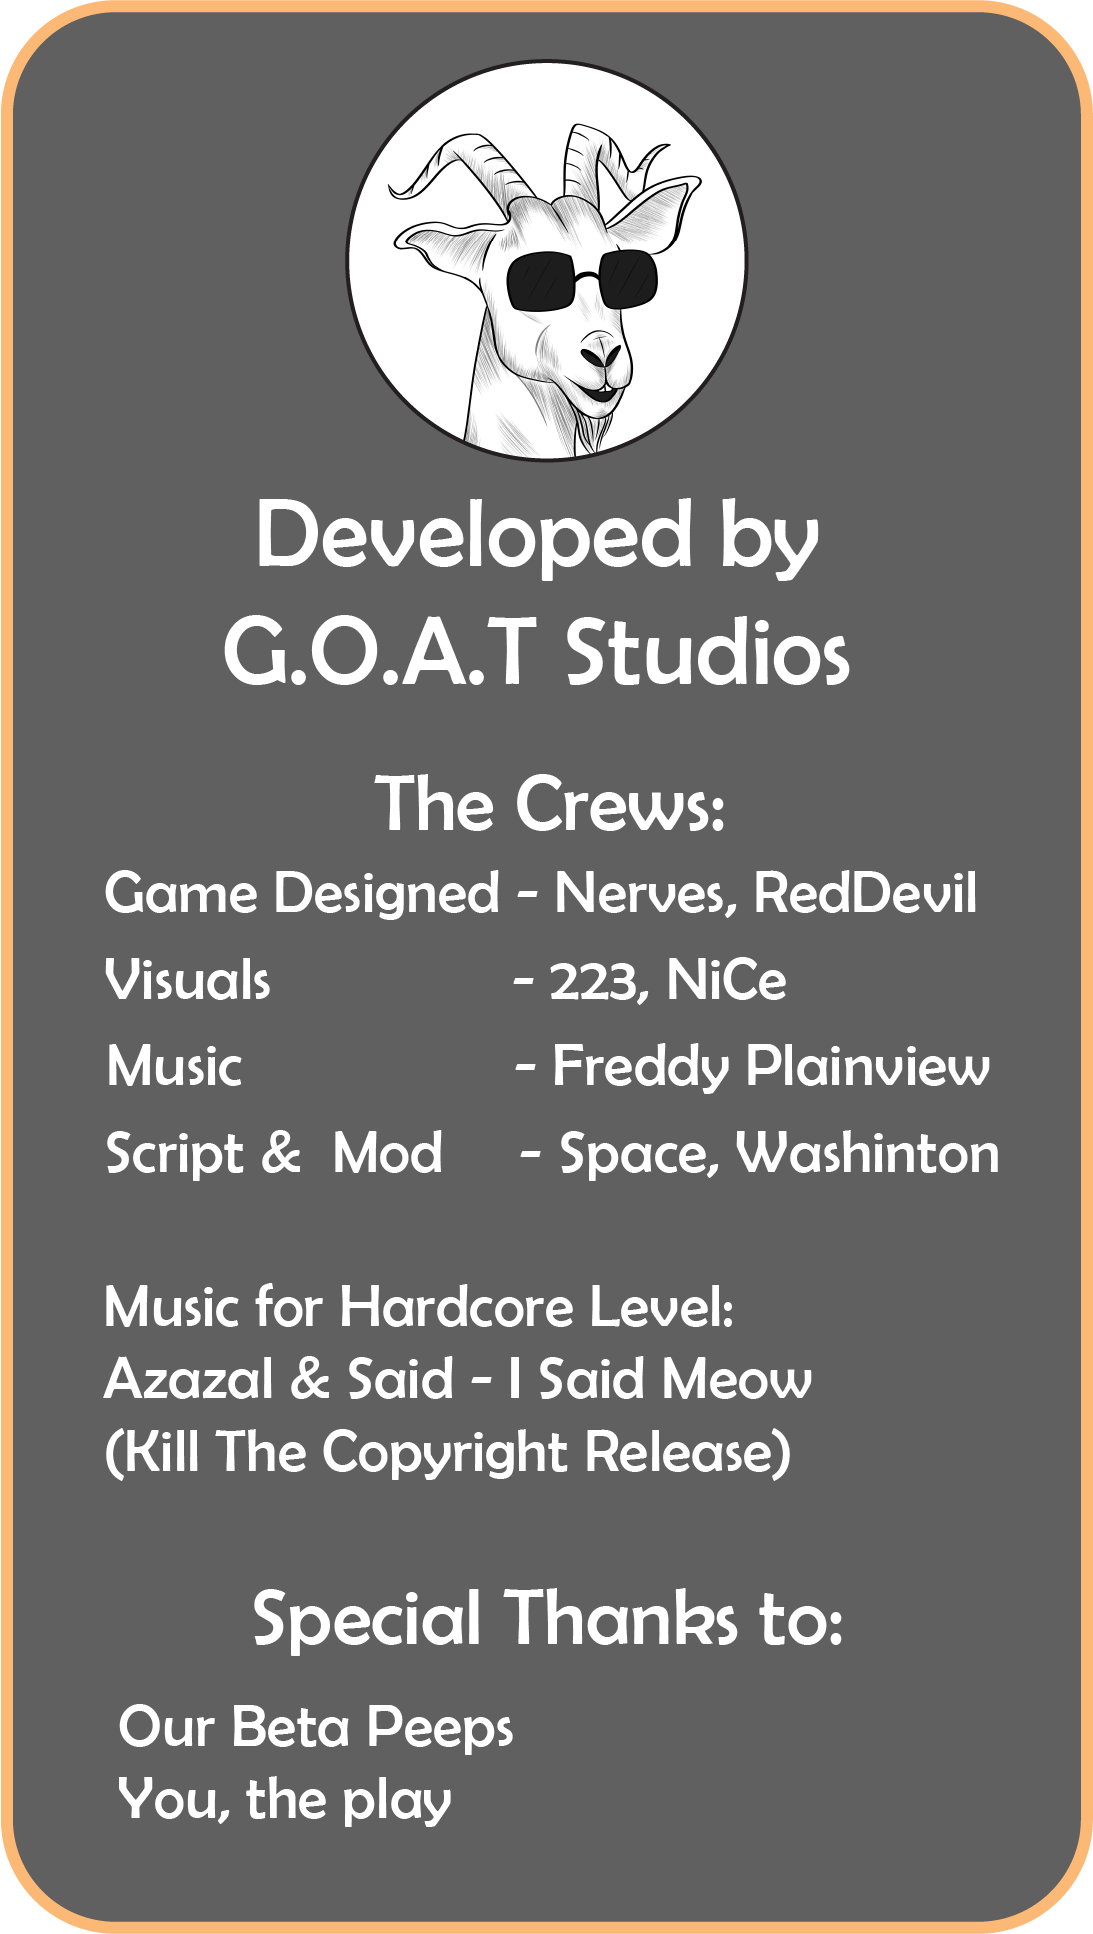 Developed by
G.O.A.T Studios
The Crews:
Game Designed - Nerves, RedDevil
Visuals - 223, NiCe
Music - Freddy Plainview
Script & Mod - Space, Washinton
Music for Hardcore Level:
Azazal & Said - I Said Meow
(Kill The Copyright Release)
Special Thanks to:
Our Beta Peeps
You, the play